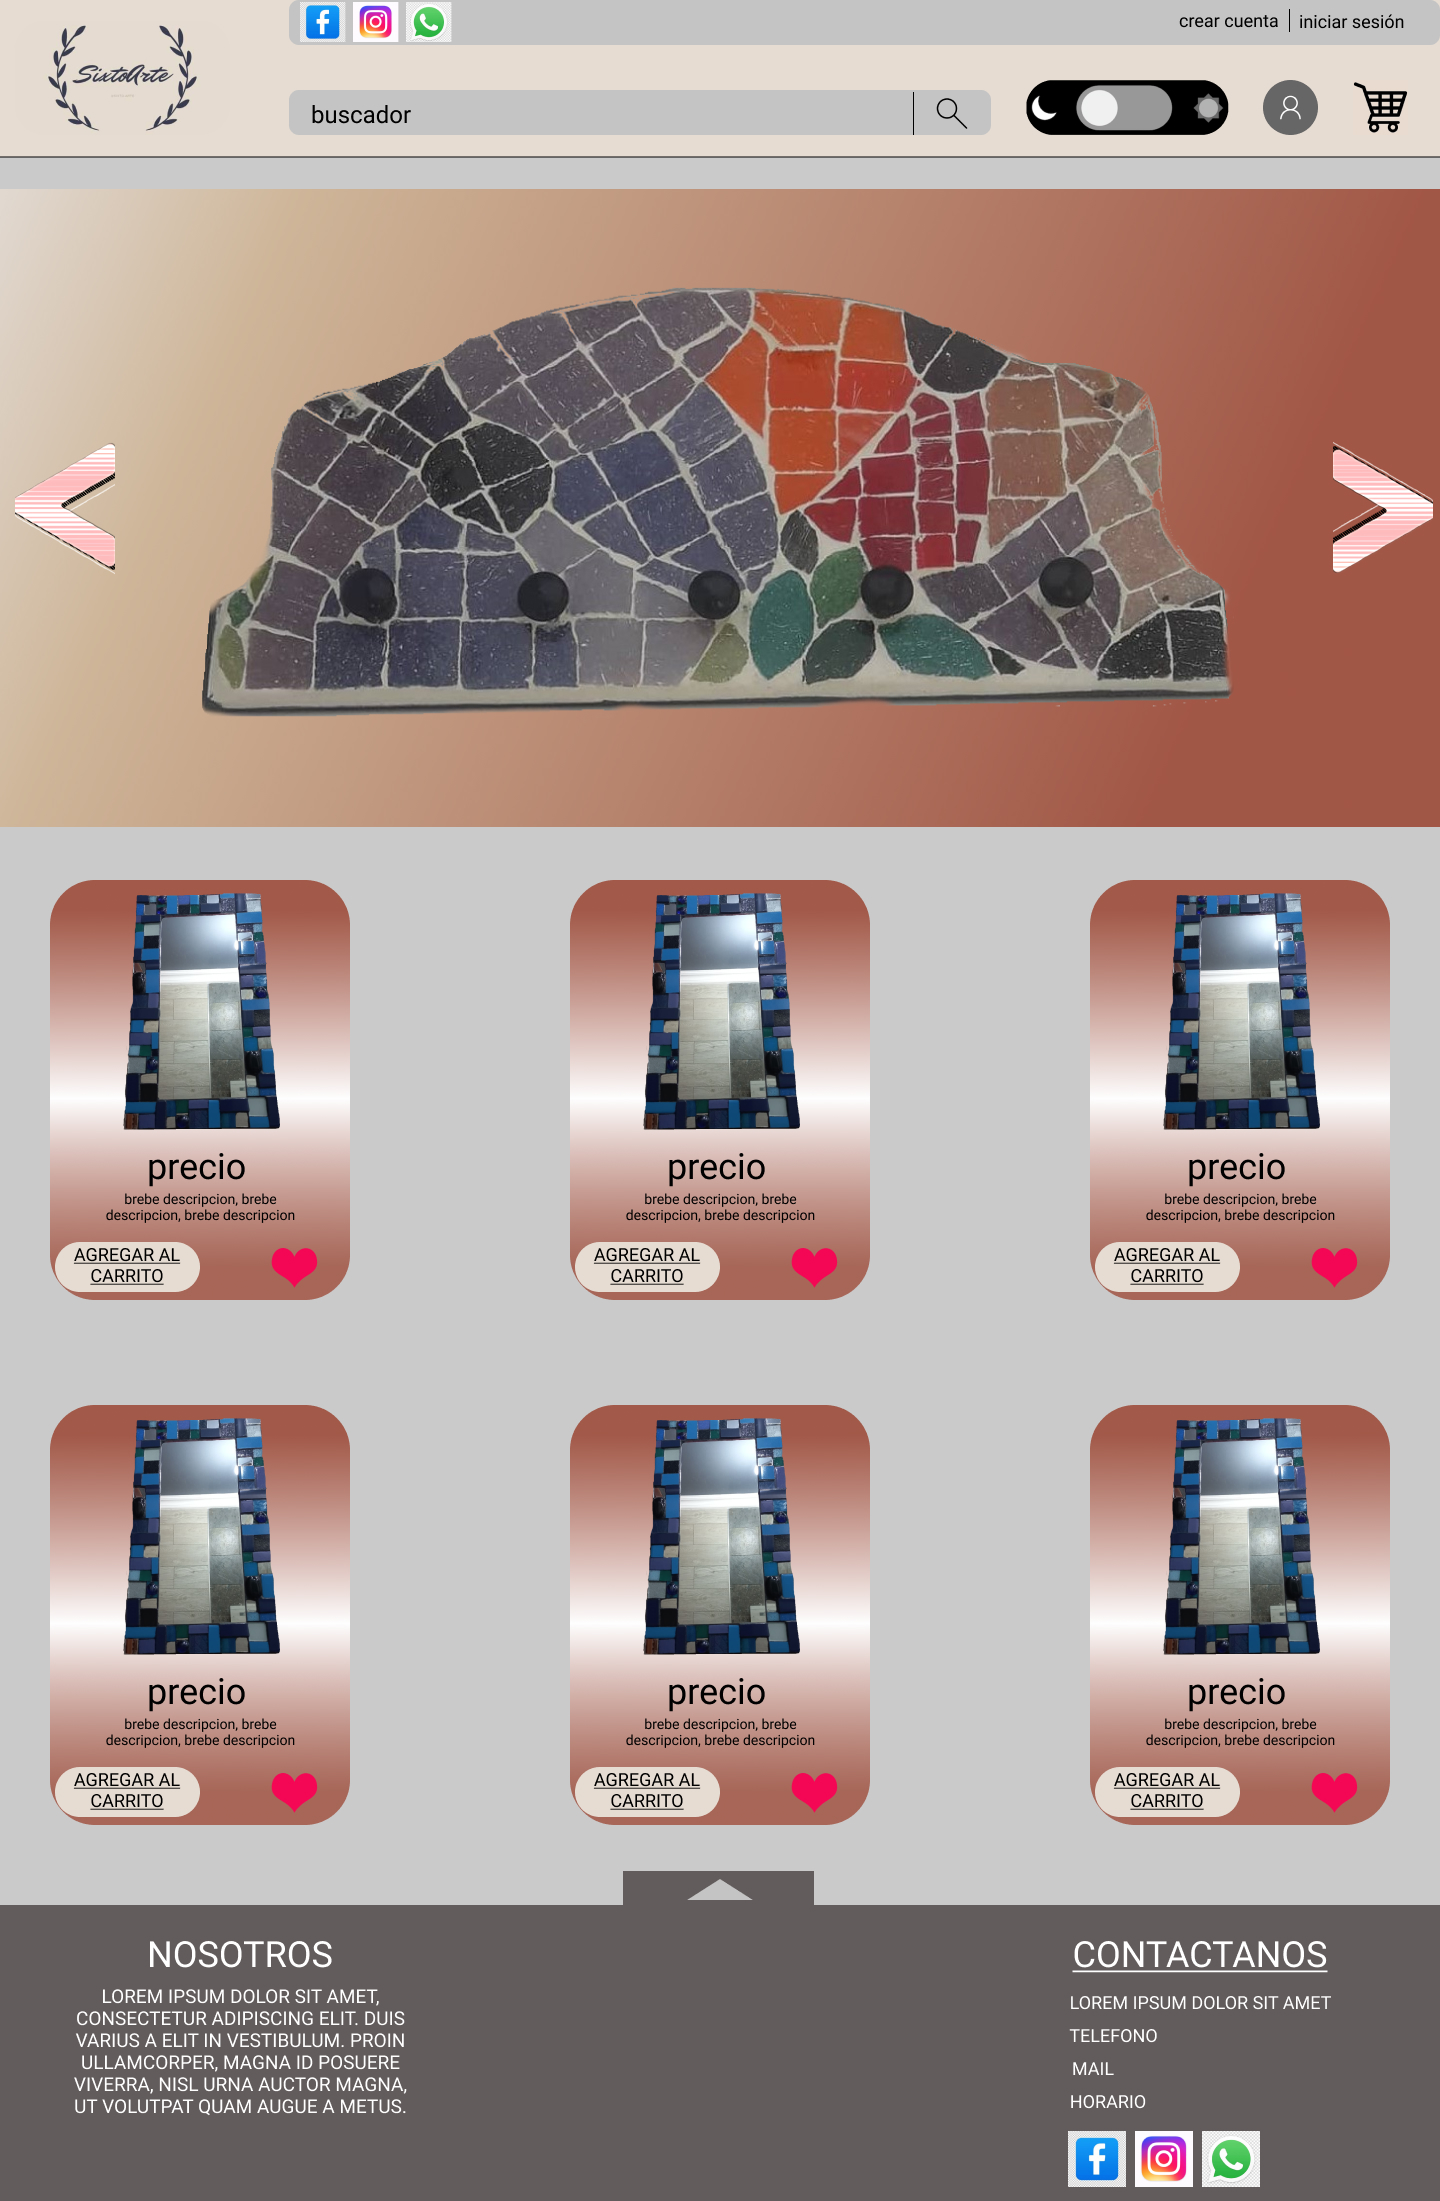 crear cuenta
iniciar sesión
SixtoArte
buscador
precio
brebe descripcion, brebe
descripcion, brebe descripcion
AGREGAR AL
CARRITO
precio
brebe descripcion, brebe
descripcion, brebe descripcion
AGREGAR AL
CARRITO
precio
brebe descripcion, brebe
descripcion, brebe descripcion
AGREGAR AL
CARRITO
precio
brebe descripcion, brebe
descripcion, brebe descripcion
AGREGAR AL
CARRITO
precio
brebe descripcion, brebe
descripcion, brebe descripcion
AGREGAR AL
CARRITO
precio
brebe descripcion, brebe
descripcion, brebe descripcion
AGREGAR AL
CARRITO
NOSOTROS
LOREM IPSUM DOLOR SIT AMET,
CONSECTETUR ADIPISCING ELIT. DUIS
VARIUS A ELIT IN VESTIBULUM. PROIN
ULLAMCORPER, MAGNA ID POSUERE
VIVERRA, NISL URNA AUCTOR MAGNA,
UT VOLUTPAT QUAM AUGUE A METUS.
CONTACTANOS
LOREM IPSUM DOLOR SIT AMET
TELEFONO
MAIL
HORARIO